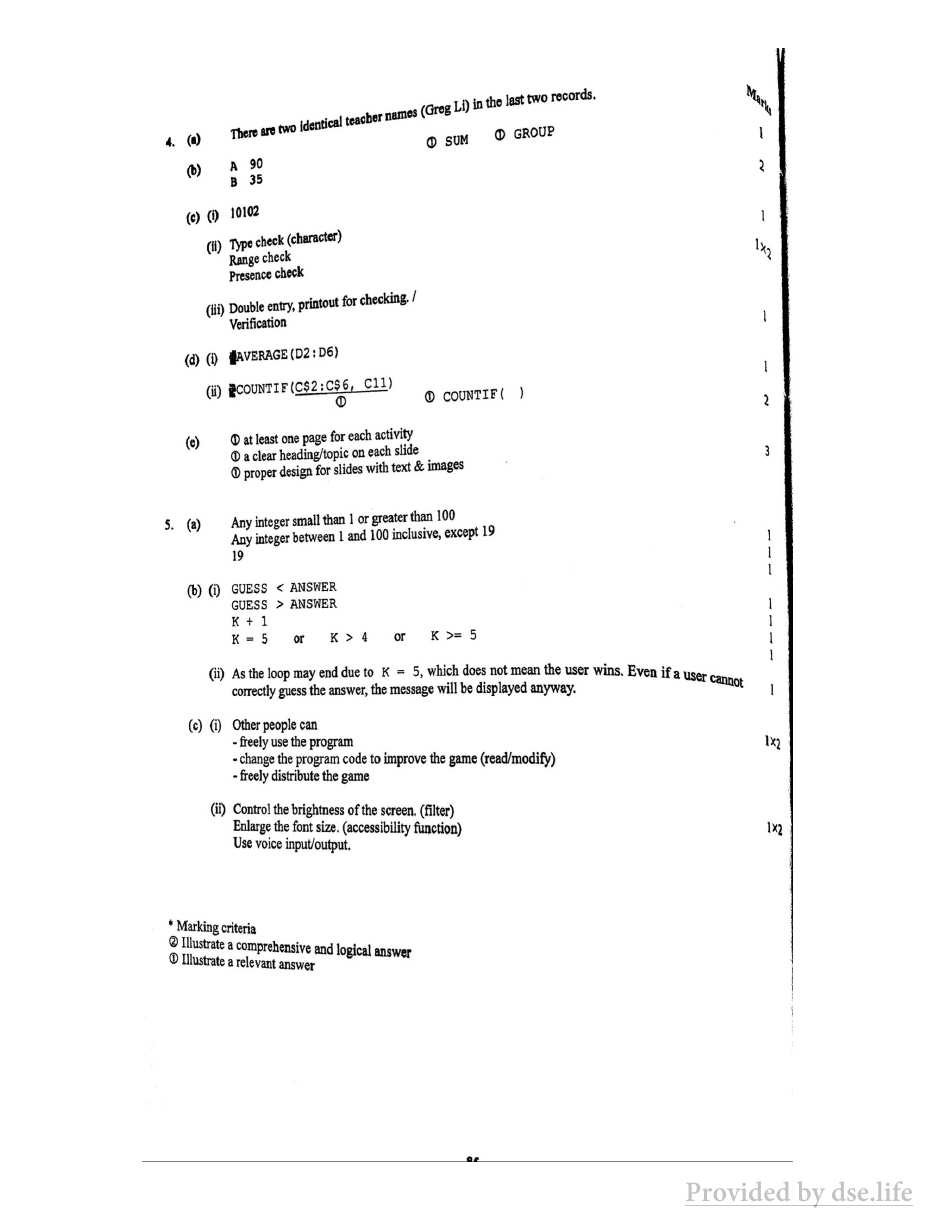 Marks
4. (a) There are two identical teacher names (Greg Li) in the last two records. 1
(b) A 90 ① SUM ① GROUP 2
B 35
(c) (i) 10102 1
(ii) Type check (character) 1x2
Range check
Presence check
(iii) Double entry, printout for checking. / 1
Verification
(d) (i) AVERAGE(D2:D6) 1
(ii) COUNTIF(C$2:C$6, C11) ① COUNTIF( ) 2
①
(e) ① at least one page for each activity 3
① a clear heading/topic on each slide
① proper design for slides with text & images
5. (a) Any integer small than 1 or greater than 100 1
Any integer between 1 and 100 inclusive, except 19 1
19 1
(b) (i) GUESS < ANSWER 1
GUESS > ANSWER 1
K + 1 1
K = 5 or K > 4 or K >= 5 1
(ii) As the loop may end due to K = 5, which does not mean the user wins. Even if a user cannot
correctly guess the answer, the message will be displayed anyway. 1
(c) (i) Other people can
- freely use the program 1x2
- change the program code to improve the game (read/modify)
- freely distribute the game
(ii) Control the brightness of the screen. (filter)
Enlarge the font size. (accessibility function) 1x2
Use voice input/output.
* Marking criteria
② Illustrate a comprehensive and logical answer
① Illustrate a relevant answer
Provided by dse.life